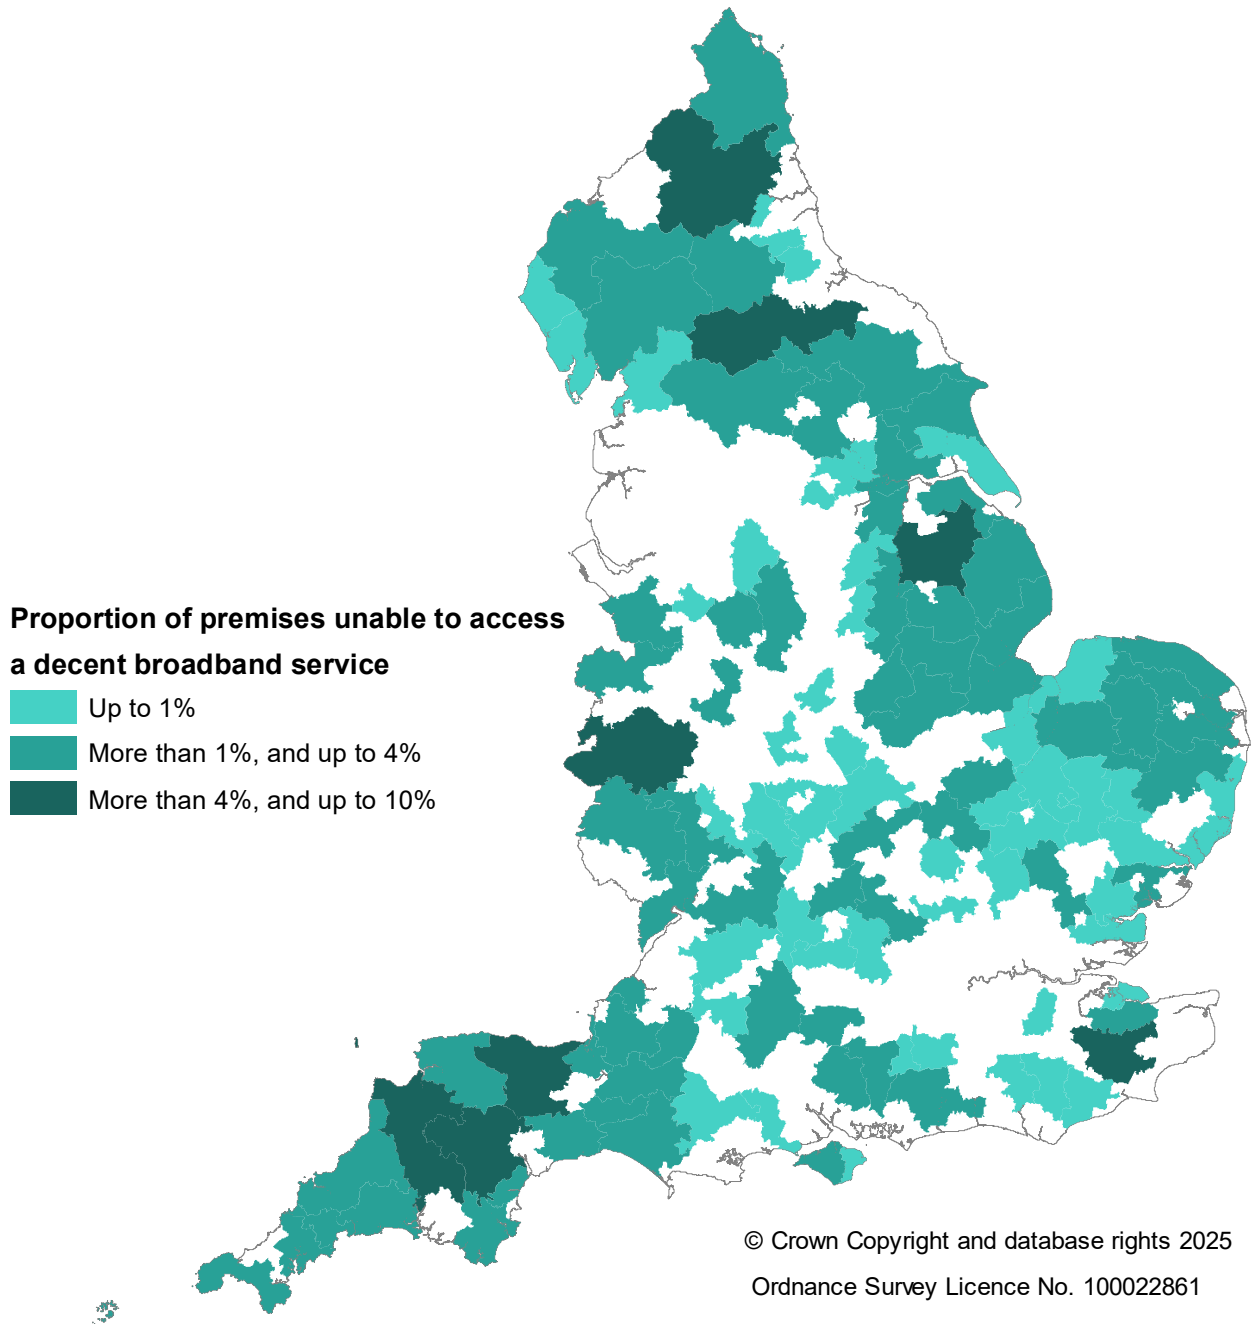 Proportion of premises unable to access
a decent broadband service
Up to 1%
More than 1%, and up to 4%
More than 4%, and up to 10%
© Crown Copyright and database rights 2025
Ordnance Survey Licence No. 100022861